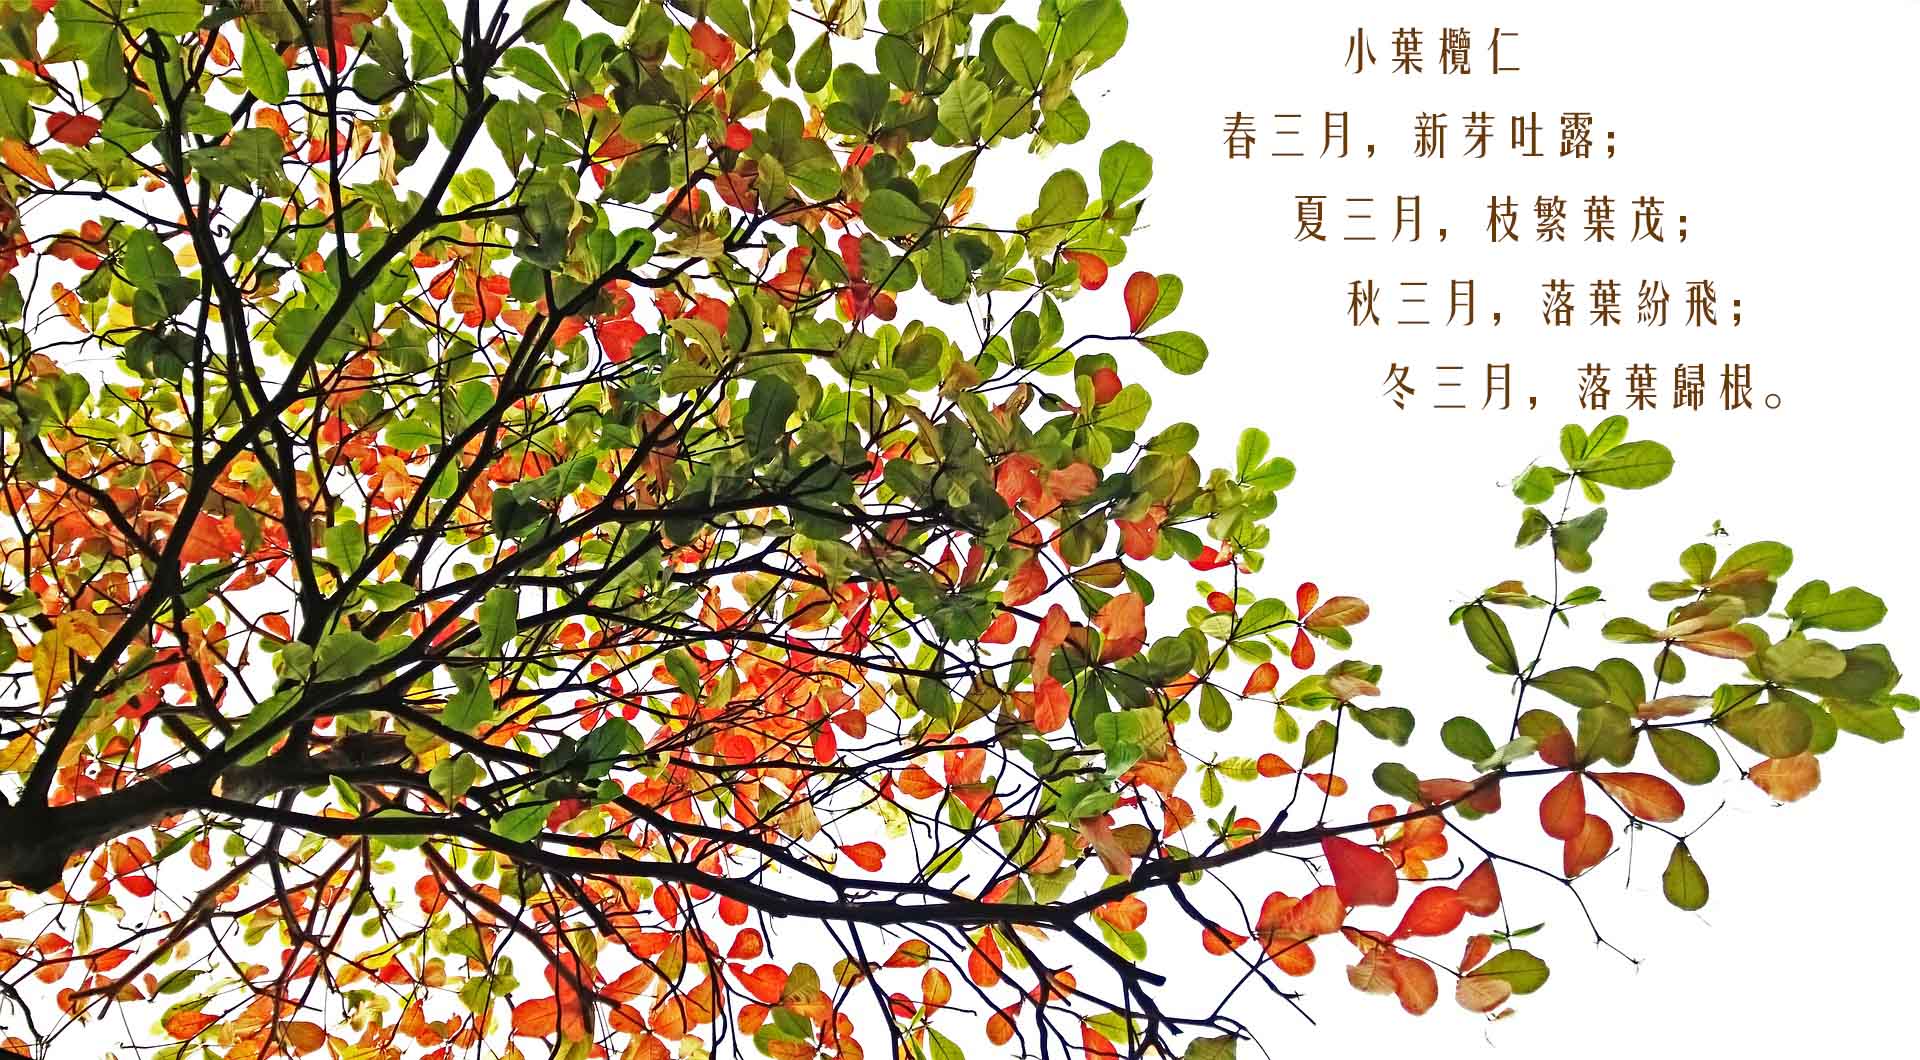 小葉欖仁
春三月，新芽吐露；
夏三月，枝繁葉茂；
秋三月，落葉紛飛；
冬三月，落葉歸根。